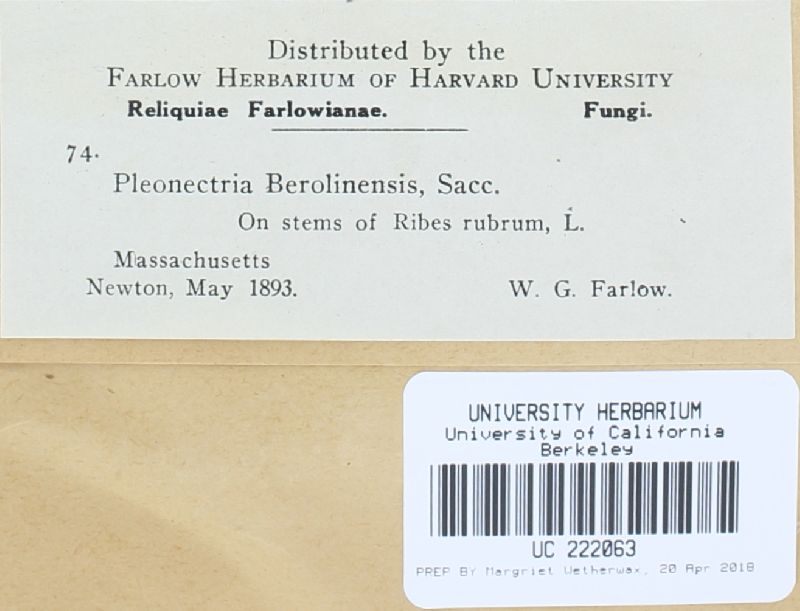 Distributed by the
FARLOW HERBARIUM OF HARVARD UNIVERSITY
Reliquiae Farlowianae. Fungi.
74.
Pleonectria Berolinensis, Sacc.
On stems of Ribes rubrum, L.
Massachusetts
Newton, May 1893. W. G. Farlow.
UNIVERSITY HERBARIUM
University of California
Berkeley
UC 222063
PREP BY Margriet Wetherwax, 20 Apr 2018